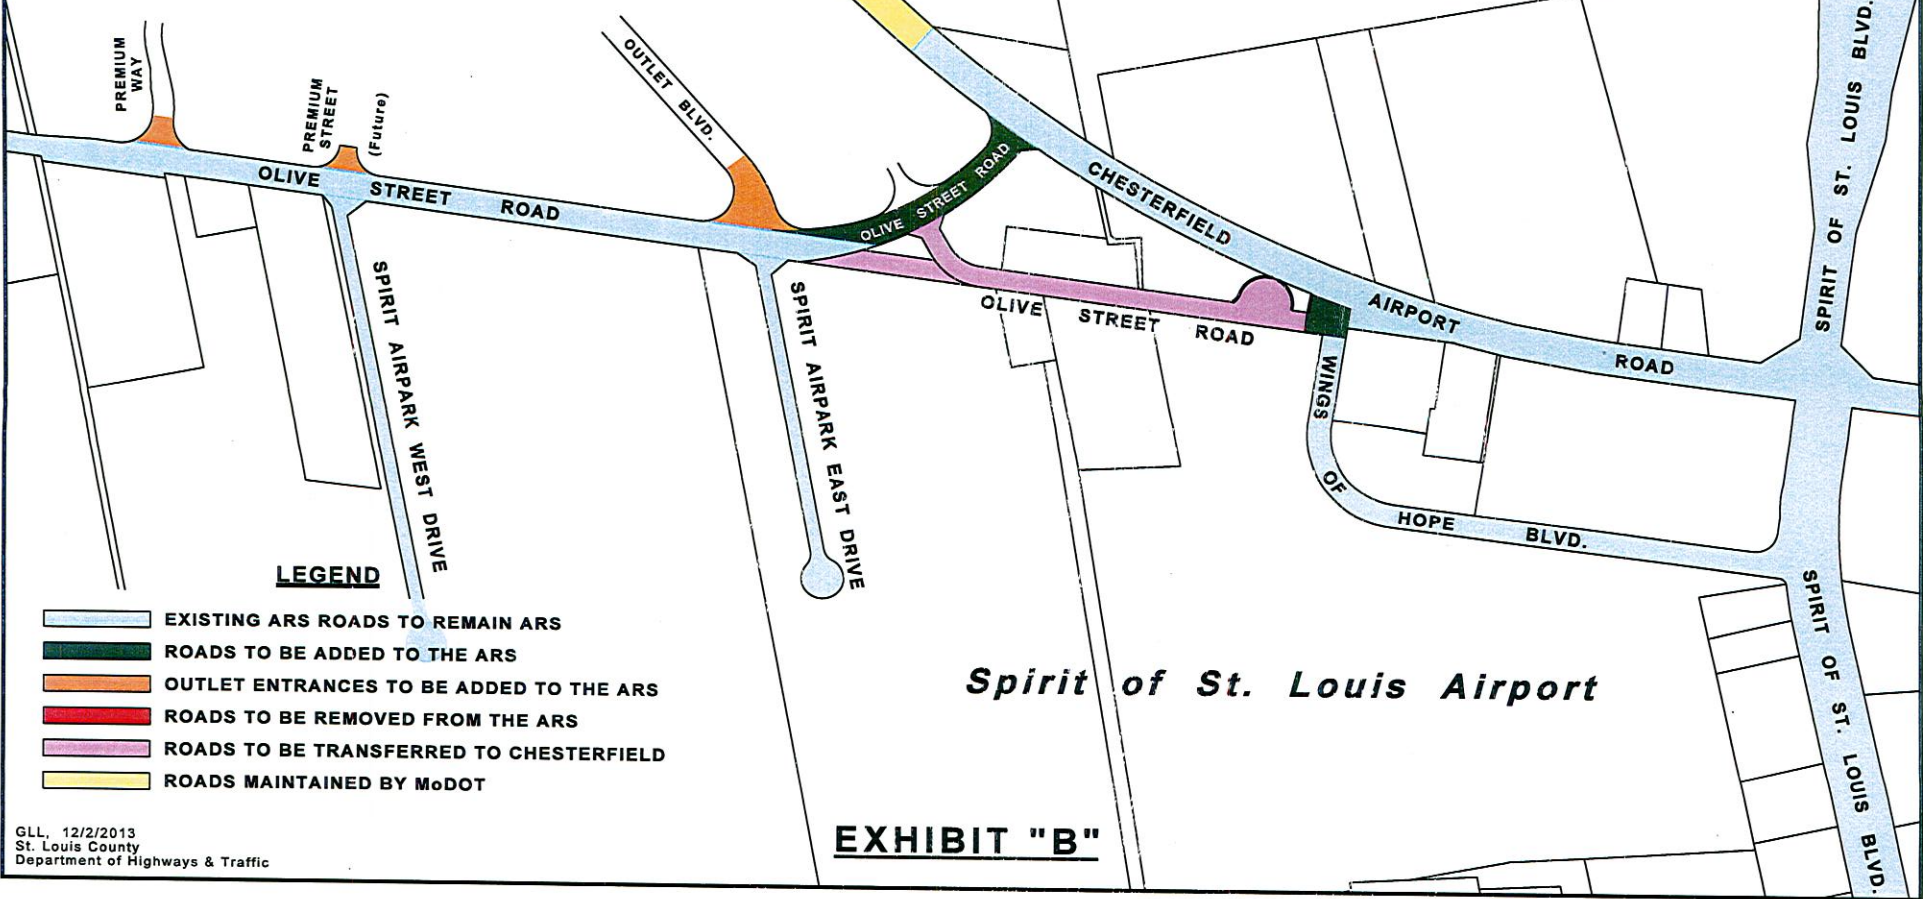 PREMIUM
WAY
PREMIUM
STREET
(Future)
OUTLET BLVD.
OLIVE STREET ROAD
OLIVE STREET ROAD
CHESTERFIELD AIRPORT ROAD
OLIVE STREET ROAD
SPIRIT OF ST. LOUIS BLVD.
SPIRIT AIRPARK WEST DRIVE
SPIRIT AIRPARK EAST DRIVE
WINGS OF HOPE BLVD.
SPIRIT OF ST. LOUIS BLVD.
LEGEND
EXISTING ARS ROADS TO REMAIN ARS
ROADS TO BE ADDED TO THE ARS
OUTLET ENTRANCES TO BE ADDED TO THE ARS
ROADS TO BE REMOVED FROM THE ARS
ROADS TO BE TRANSFERRED TO CHESTERFIELD
ROADS MAINTAINED BY MoDOT
Spirit of St. Louis Airport
GLL, 12/2/2013
St. Louis County
Department of Highways & Traffic
EXHIBIT "B"